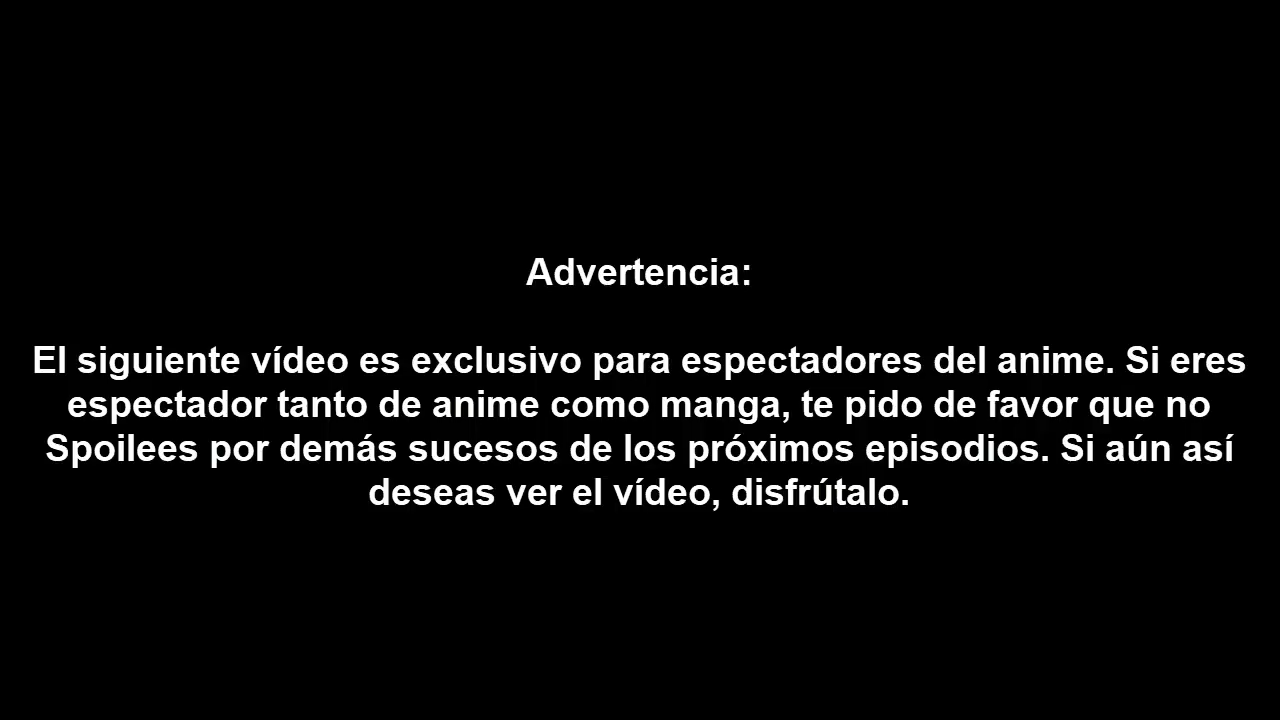 Advertencia:
El siguiente vídeo es exclusivo para espectadores del anime. Si eres
espectador tanto de anime como manga, te pido de favor que no
Spoilees por demás sucesos de los próximos episodios. Si aún así
deseas ver el vídeo, disfrútalo.